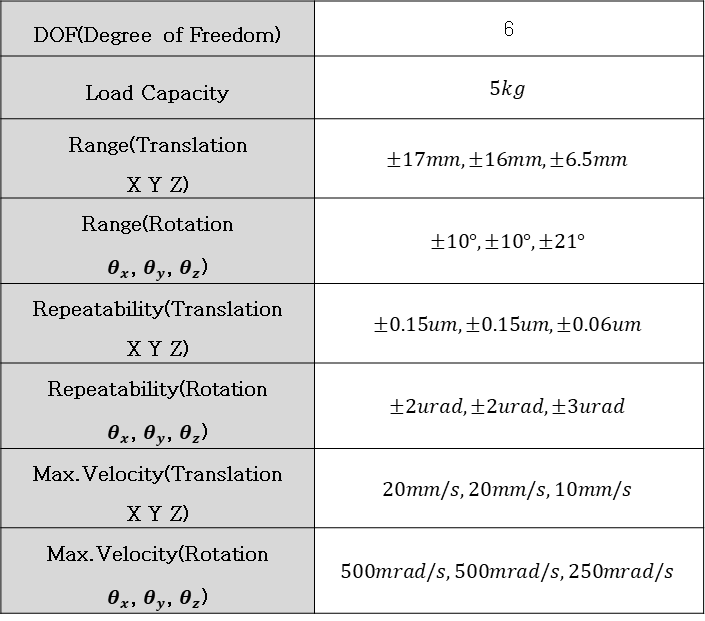 DOF(Degree of Freedom)
6
Load Capacity
5kg
Range(Translation
X Y Z)
±17mm, ±16mm, ±6.5mm
Range(Rotation
θx, θy, θz)
±10°, ±10°, ±21°
Repeatability(Translation
X Y Z)
±0.15um, ±0.15um, ±0.06um
Repeatability(Rotation
θx, θy, θz)
±2urad, ±2urad, ±3urad
Max.Velocity(Translation
X Y Z)
20mm/s, 20mm/s, 10mm/s
Max.Velocity(Rotation
θx, θy, θz)
500mrad/s, 500mrad/s, 250mrad/s